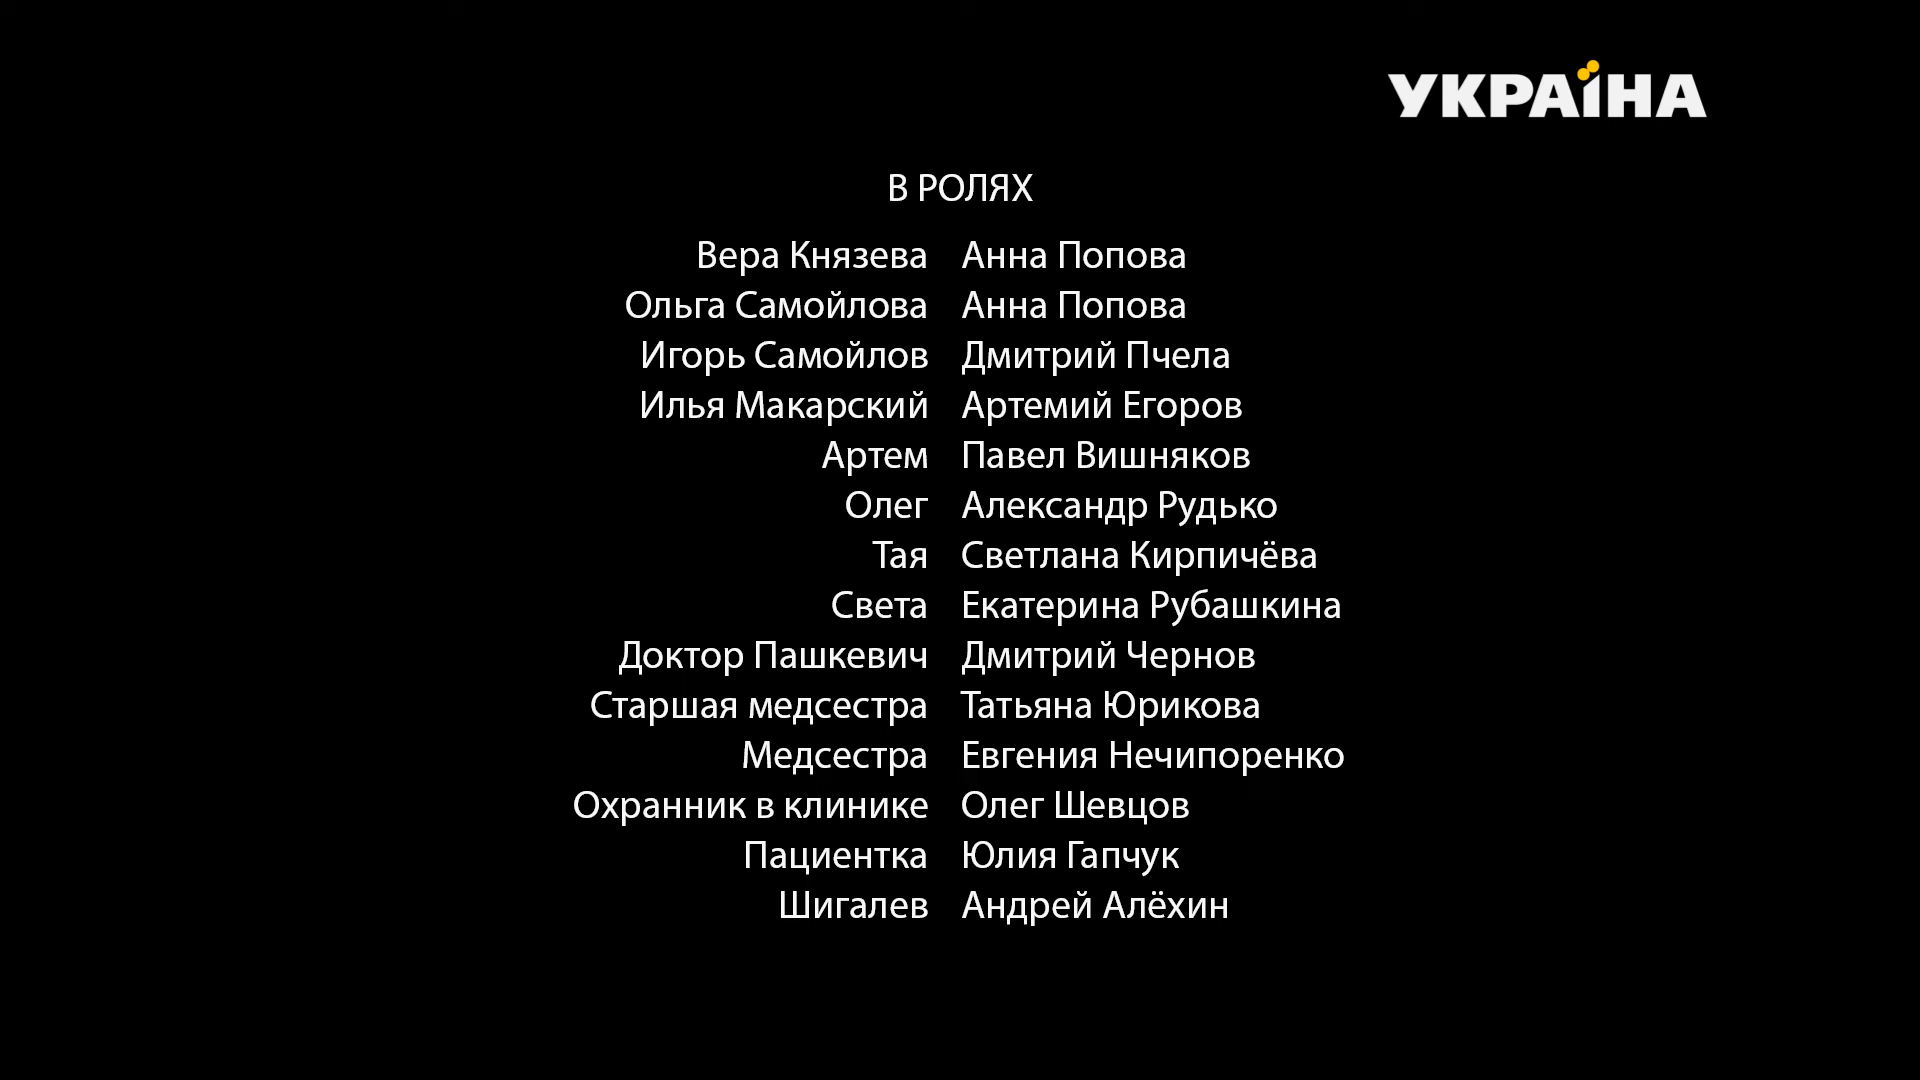 УКРАЇНА
В РОЛЯХ
Вера Князева Анна Попова
Ольга Самойлова Анна Попова
Игорь Самойлов Дмитрий Пчела
Илья Макарский Артемий Егоров
Артем Павел Вишняков
Олег Александр Рудько
Тая Светлана Кирпичёва
Света Екатерина Рубашкина
Доктор Пашкевич Дмитрий Чернов
Старшая медсестра Татьяна Юрикова
Медсестра Евгения Нечипоренко
Охранник в клинике Олег Шевцов
Пациентка Юлия Гапчук
Шигалев Андрей Алёхин